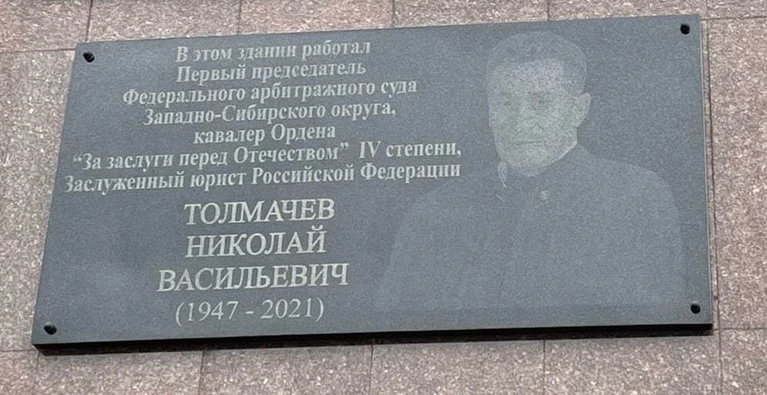 В этом здании работал
Первый председатель
Федерального арбитражного суда
Западно-Сибирского округа,
кавалер Ордена
"За заслуги перед Отечеством" IV степени,
Заслуженный юрист Российской Федерации
ТОЛМАЧЕВ
НИКОЛАЙ
ВАСИЛЬЕВИЧ
(1947 - 2021)